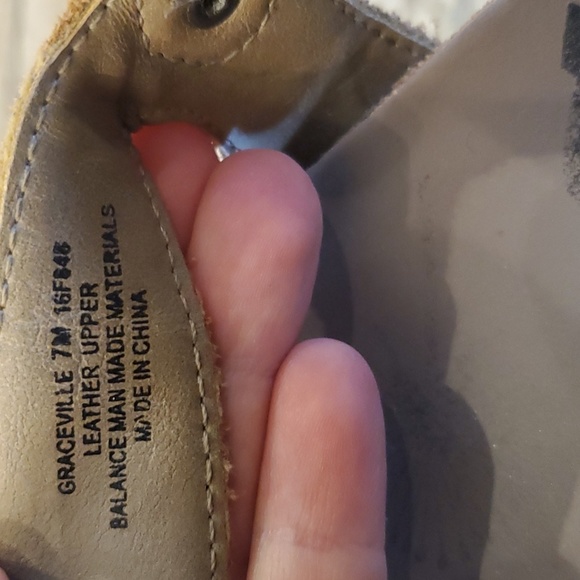 GRACEVILLE 7M 16F848
LEATHER UPPER
BALANCE MAN MADE MATERIALS
MADE IN CHINA